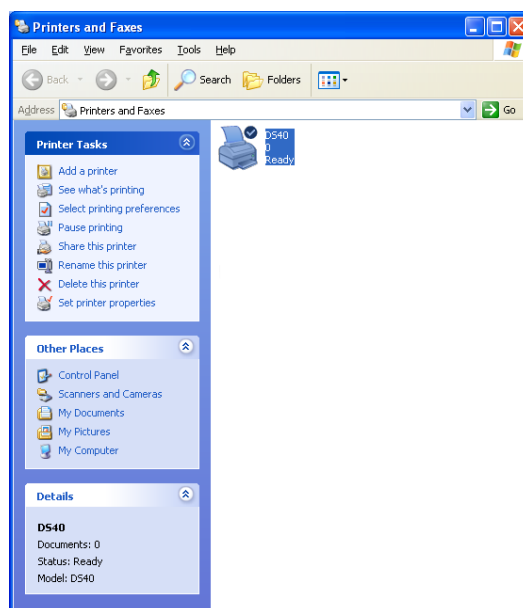 Printers and Faxes
File Edit View Favorites Tools Help
Back Search Folders
Address Printers and Faxes Go
Printer Tasks
Add a printer
See what's printing
Select printing preferences
Pause printing
Share this printer
Rename this printer
Delete this printer
Set printer properties
Other Places
Control Panel
Scanners and Cameras
My Documents
My Pictures
My Computer
Details
DS40
Documents: 0
Status: Ready
Model: DS40
DS40
0
Ready